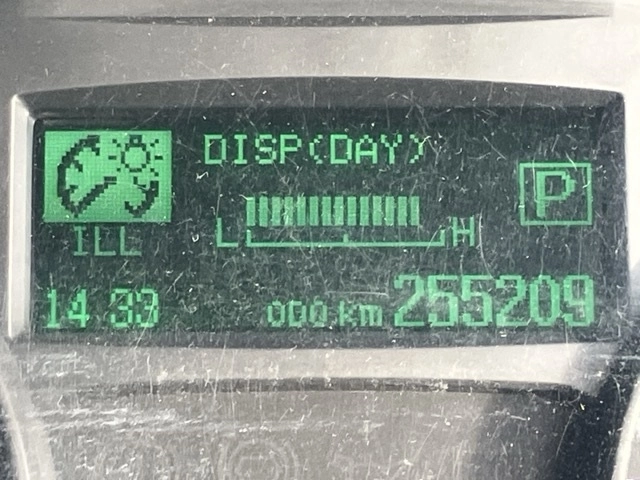 DISP(DAY)
P
ILL
L H
14 33
000 km 255209